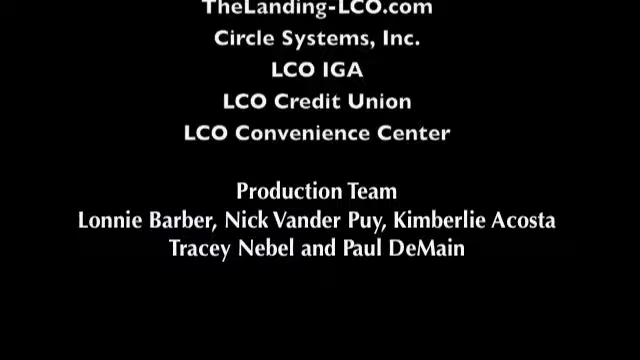 TheLanding-LCO.com
Circle Systems, Inc.
LCO IGA
LCO Credit Union
LCO Convenience Center
Production Team
Lonnie Barber, Nick Vander Puy, Kimberlie Acosta
Tracey Nebel and Paul DeMain